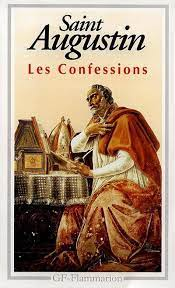 Saint
Augustin
Les Confessions
GF-Flammarion